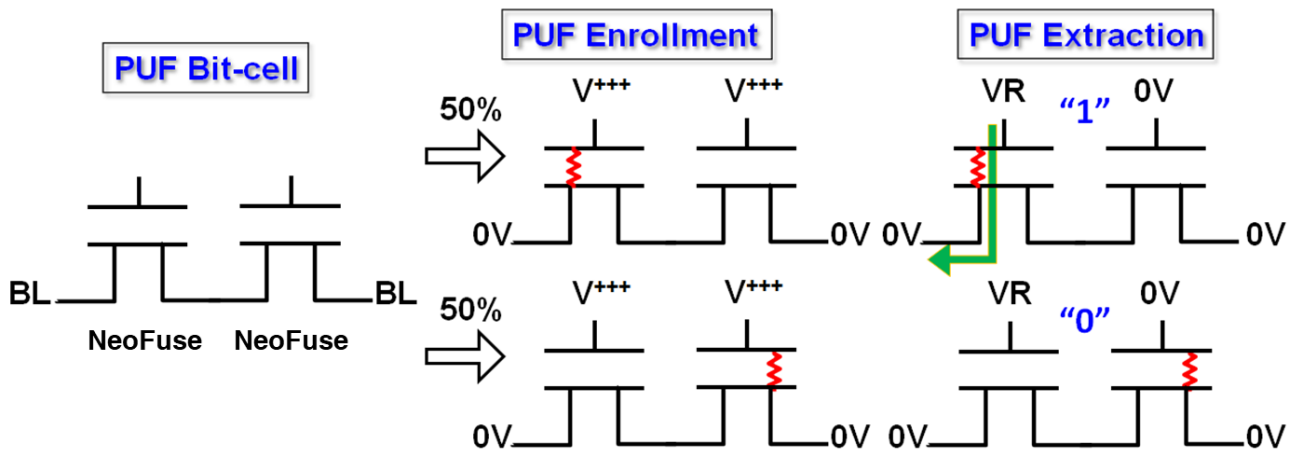 PUF Bit-cell
BL
BL
NeoFuse NeoFuse
PUF Enrollment
50%
V+++ V+++
0V 0V
50%
V+++ V+++
0V 0V
PUF Extraction
VR "1" 0V
0V 0V
VR "0" 0V
0V 0V